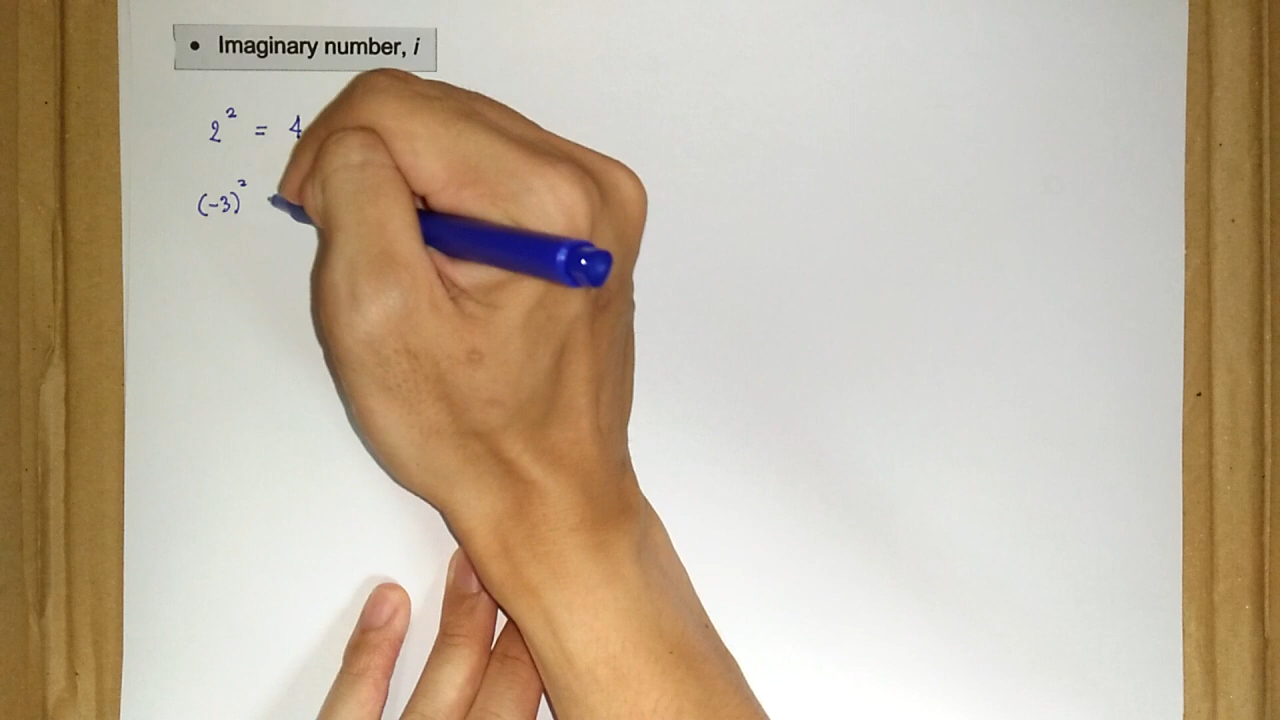 • Imaginary number, i
2² = 4
(-3)²